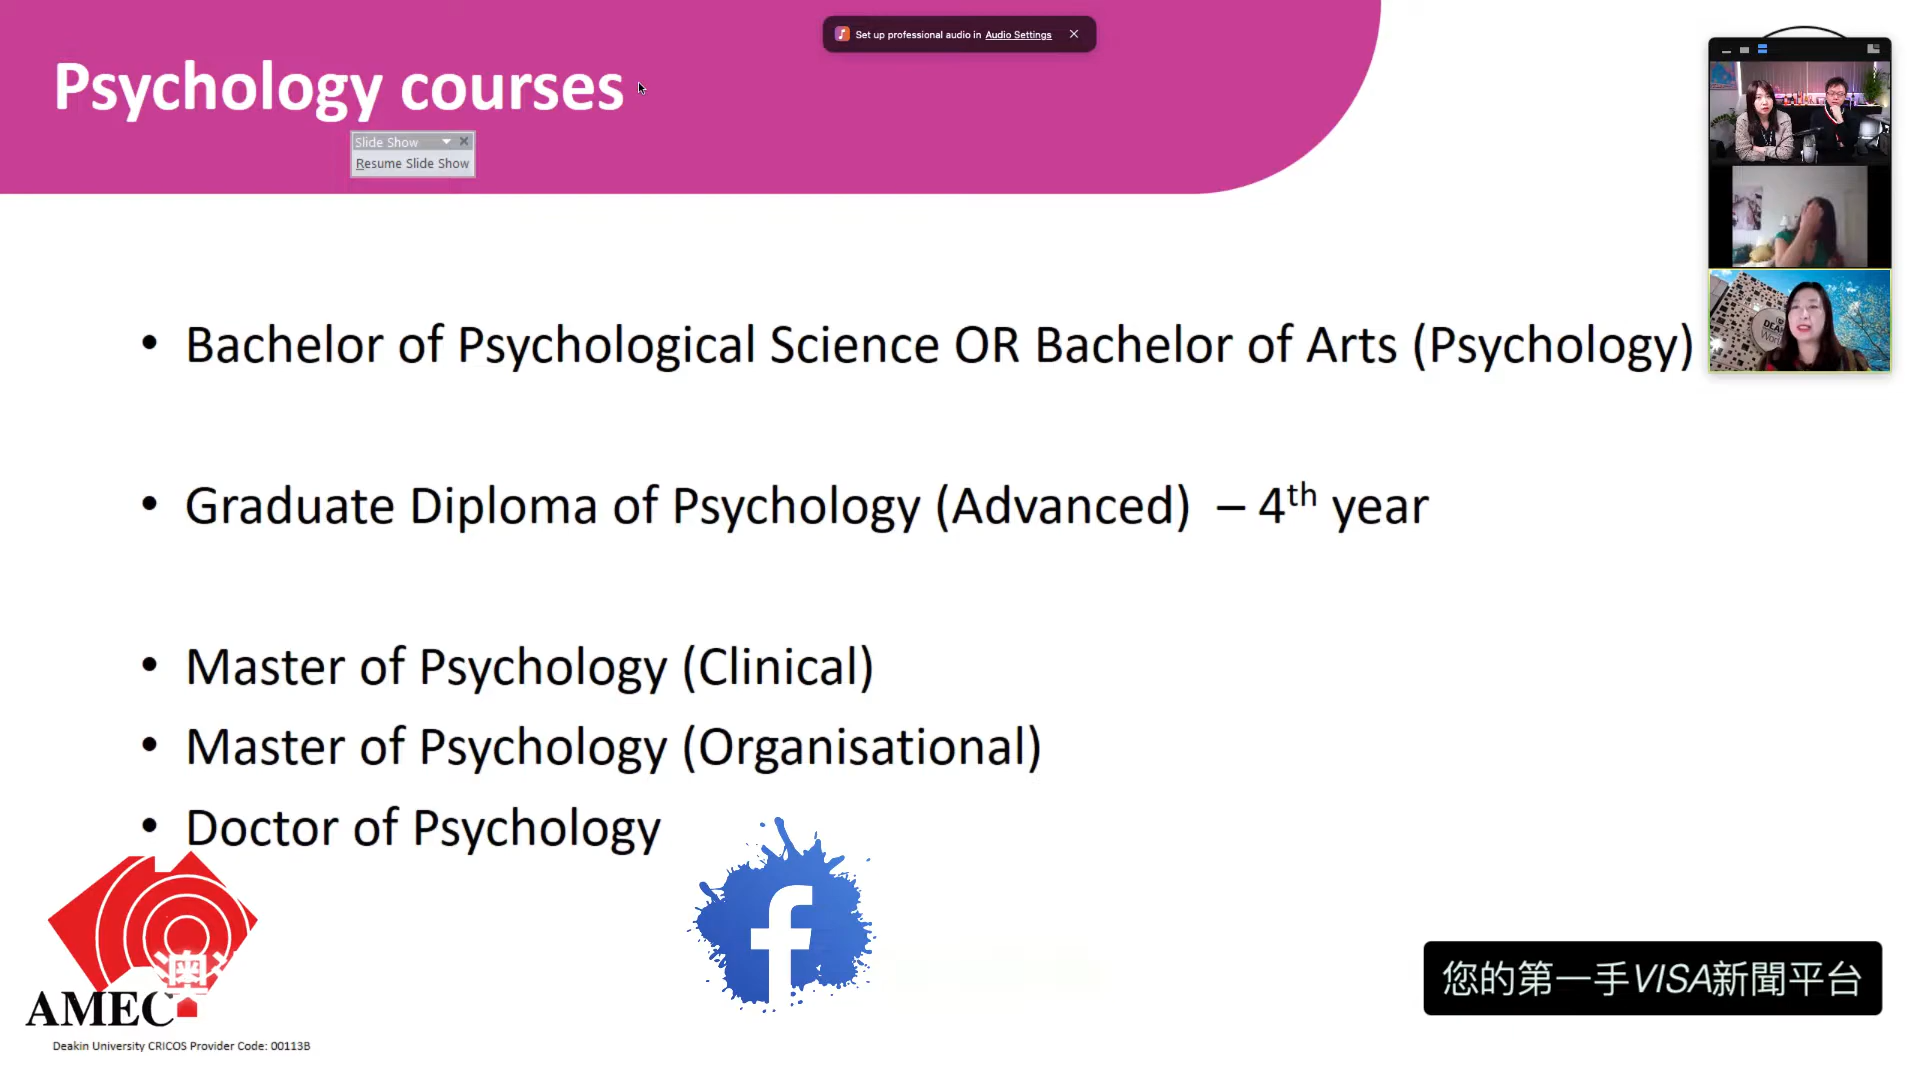 Set up professional audio in Audio Settings
Psychology courses
Slide Show
Resume Slide Show
• Bachelor of Psychological Science OR Bachelor of Arts (Psychology)
• Graduate Diploma of Psychology (Advanced) – 4th year
• Master of Psychology (Clinical)
• Master of Psychology (Organisational)
• Doctor of Psychology
澳
AMEC
f
您的第一手VISA新聞平台
Deakin University CRICOS Provider Code: 00113B